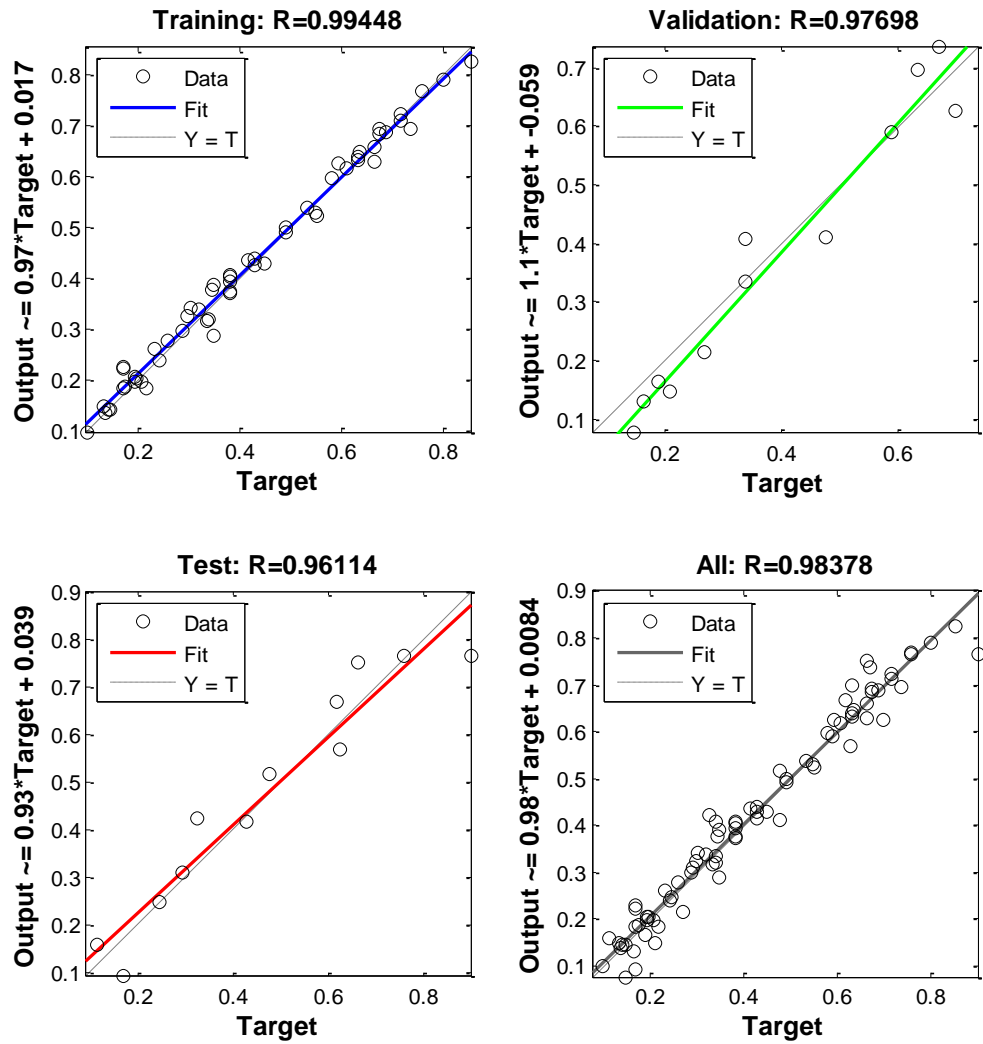 Training: R=0.99448
Output ~= 0.97*Target + 0.017
0.8
0.7
0.6
0.5
0.4
0.3
0.2
0.1
Data
Fit
Y = T
0.2 0.4 0.6 0.8
Target
Validation: R=0.97698
Output ~= 1.1*Target + -0.059
0.7
0.6
0.5
0.4
0.3
0.2
0.1
Data
Fit
Y = T
0.2 0.4 0.6
Target
Test: R=0.96114
Output ~= 0.93*Target + 0.039
0.9
0.8
0.7
0.6
0.5
0.4
0.3
0.2
0.1
Data
Fit
Y = T
0.2 0.4 0.6 0.8
Target
All: R=0.98378
Output ~= 0.98*Target + 0.0084
0.9
0.8
0.7
0.6
0.5
0.4
0.3
0.2
0.1
Data
Fit
Y = T
0.2 0.4 0.6 0.8
Target